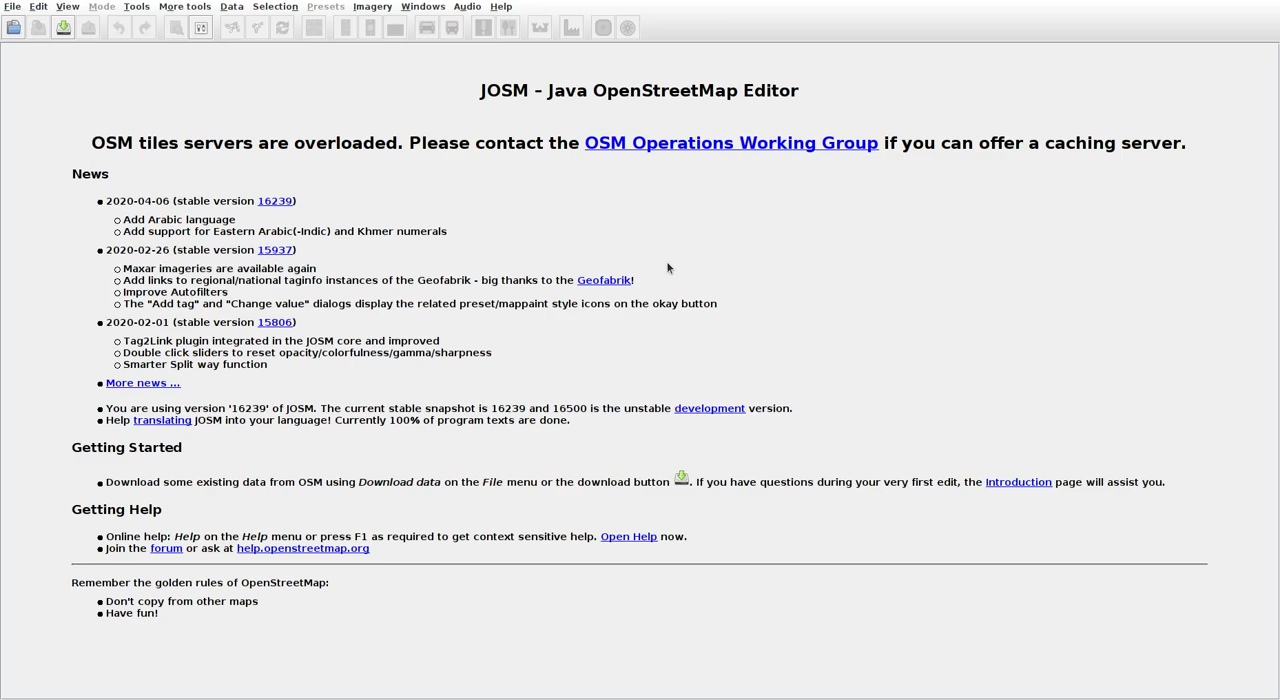 File Edit View Mode Tools More tools Data Selection Presets Imagery Windows Audio Help
JOSM – Java OpenStreetMap Editor
OSM tiles servers are overloaded. Please contact the OSM Operations Working Group if you can offer a caching server.
News
2020-04-06 (stable version 16239)
Add Arabic language
Add support for Eastern Arabic(-Indic) and Khmer numerals
2020-02-26 (stable version 15937)
Maxar imageries are available again
Add links to regional/national taginfo instances of the Geofabrik - big thanks to the Geofabrik!
Improve Autofilters
The "Add tag" and "Change value" dialogs display the related preset/mappaint style icons on the okay button
2020-02-01 (stable version 15806)
Tag2Link plugin integrated in the JOSM core and improved
Double click sliders to reset opacity/colorfulness/gamma/sharpness
Smarter Split way function
More news ...
You are using version '16239' of JOSM. The current stable snapshot is 16239 and 16500 is the unstable development version.
Help translating JOSM into your language! Currently 100% of program texts are done.
Getting Started
Download some existing data from OSM using Download data on the File menu or the download button . If you have questions during your very first edit, the Introduction page will assist you.
Getting Help
Online help: Help on the Help menu or press F1 as required to get context sensitive help. Open Help now.
Join the forum or ask at help.openstreetmap.org
Remember the golden rules of OpenStreetMap:
Don't copy from other maps
Have fun!